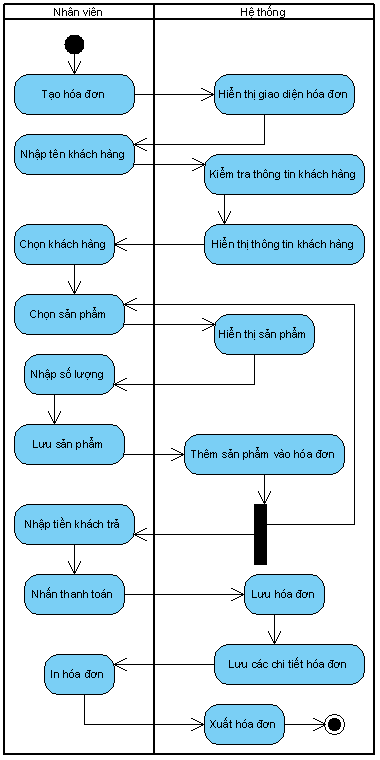 Nhân viên
Hệ thống
Tạo hóa đơn
Hiển thị giao diện hóa đơn
Nhập tên khách hàng
Kiểm tra thông tin khách hàng
Chọn khách hàng
Hiển thị thông tin khách hàng
Chọn sản phẩm
Hiển thị sản phẩm
Nhập số lượng
Lưu sản phẩm
Thêm sản phẩm vào hóa đơn
Nhập tiền khách trả
Nhấn thanh toán
Lưu hóa đơn
Lưu các chi tiết hóa đơn
In hóa đơn
Xuất hóa đơn